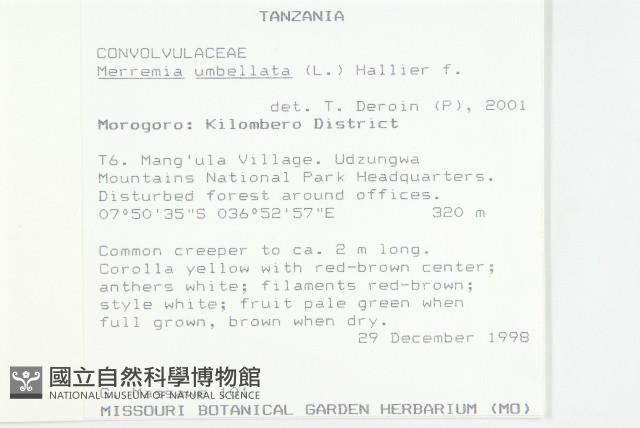 TANZANIA
CONVOLVULACEAE
Merremia umbellata (L.) Hallier f.
det. T. Deroin (P), 2001
Morogoro: Kilombero District
T6. Mang'ula Village. Udzungwa
Mountains National Park Headquarters.
Disturbed forest around offices.
07°50'35"S 036°52'57"E 320 m
Common creeper to ca. 2 m long.
Corolla yellow with red-brown center;
anthers white; filaments red-brown;
style white; fruit pale green when
full grown, brown when dry.
29 December 1998
國立自然科學博物館
NATIONAL MUSEUM OF NATURAL SCIENCE
MISSOURI BOTANICAL GARDEN HERBARIUM (MO)